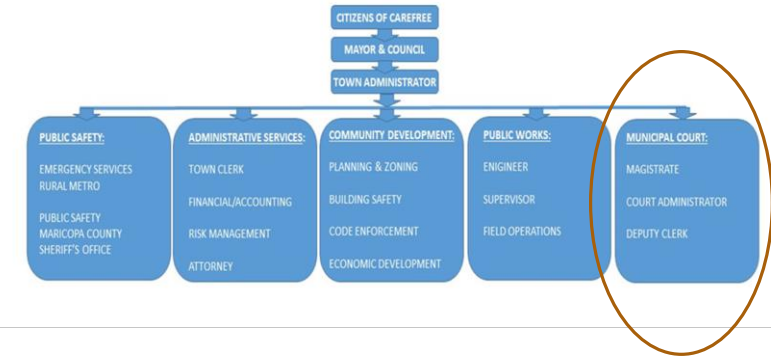 CITIZENS OF CAREFREE
MAYOR & COUNCIL
TOWN ADMINISTRATOR
PUBLIC SAFETY:
EMERGENCY SERVICES
RURAL METRO
PUBLIC SAFETY
MARICOPA COUNTY
SHERIFF'S OFFICE
ADMINISTRATIVE SERVICES:
TOWN CLERK
FINANCIAL/ACCOUNTING
RISK MANAGEMENT
ATTORNEY
COMMUNITY DEVELOPMENT:
PLANNING & ZONING
BUILDING SAFETY
CODE ENFORCEMENT
ECONOMIC DEVELOPMENT
PUBLIC WORKS:
ENIGINEER
SUPERVISOR
FIELD OPERATIONS
MUNICIPAL COURT:
MAGISTRATE
COURT ADMINISTRATOR
DEPUTY CLERK